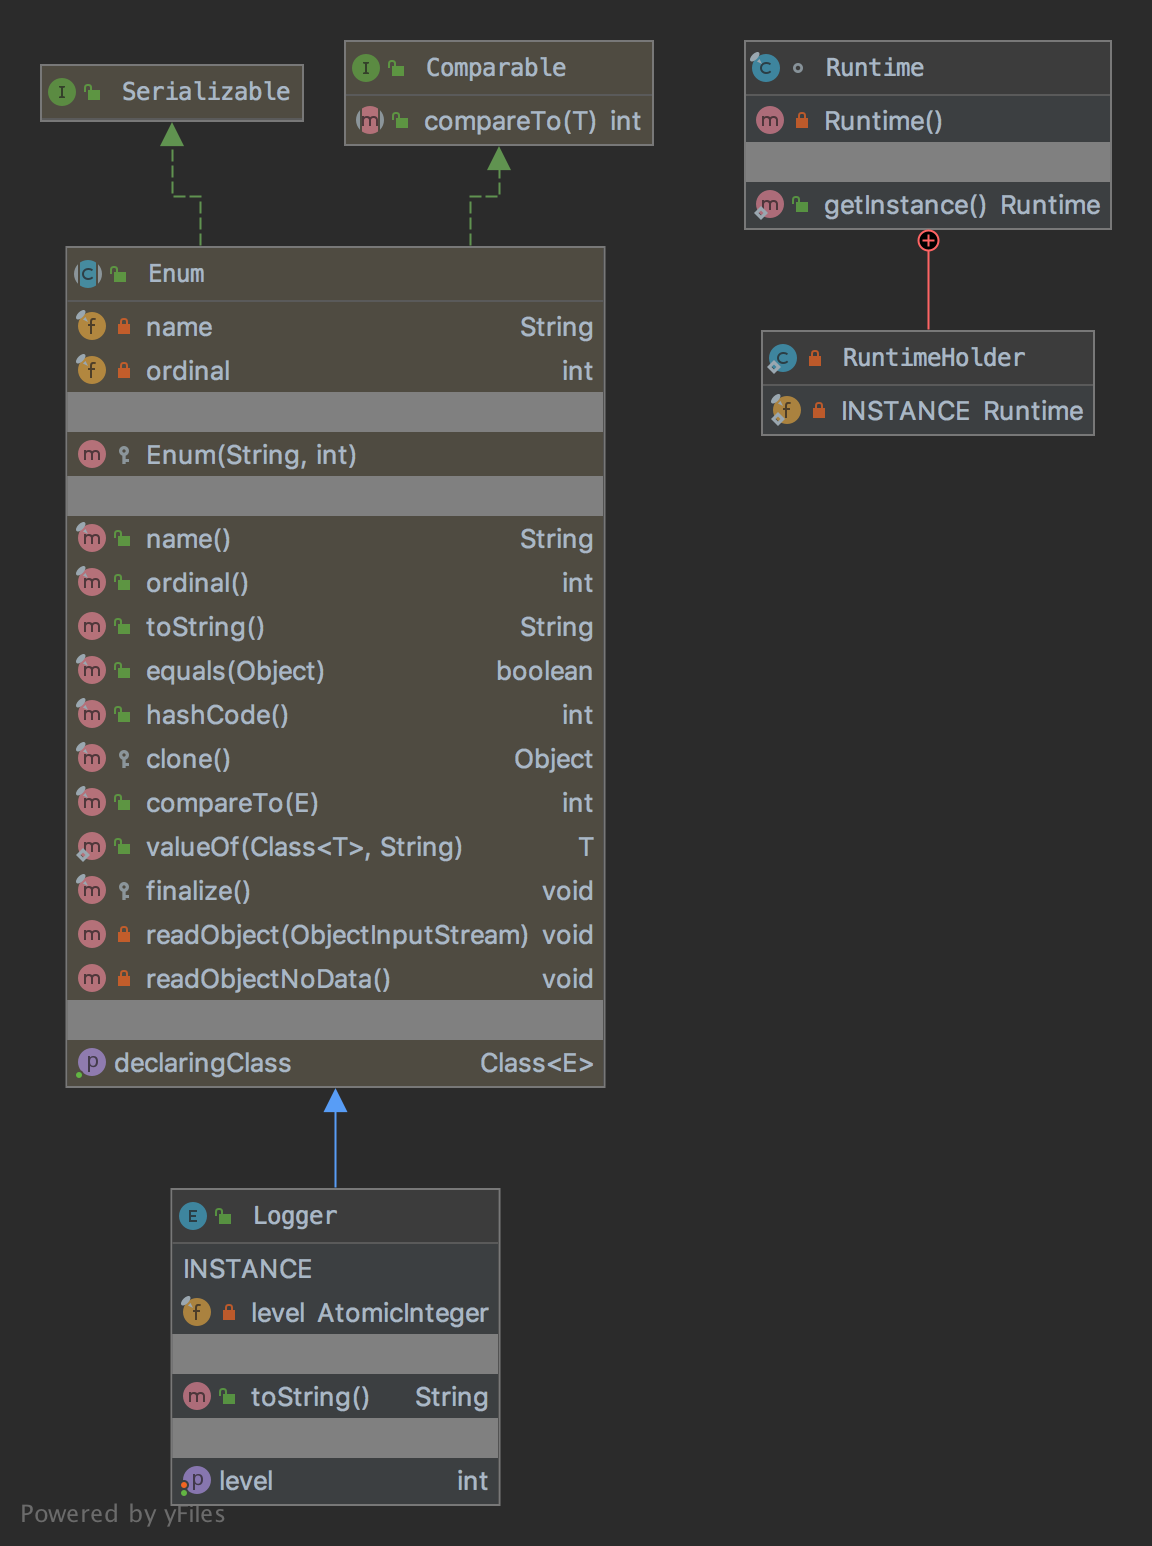 Serializable
Comparable
compareTo(T) int
Enum
name String
ordinal int
Enum(String, int)
name() String
ordinal() int
toString() String
equals(Object) boolean
hashCode() int
clone() Object
compareTo(E) int
valueOf(Class<T>, String) T
finalize() void
readObject(ObjectInputStream) void
readObjectNoData() void
declaringClass Class<E>
Logger
INSTANCE
level AtomicInteger
toString() String
level int
Runtime
Runtime()
getInstance() Runtime
RuntimeHolder
INSTANCE Runtime
Powered by yFiles